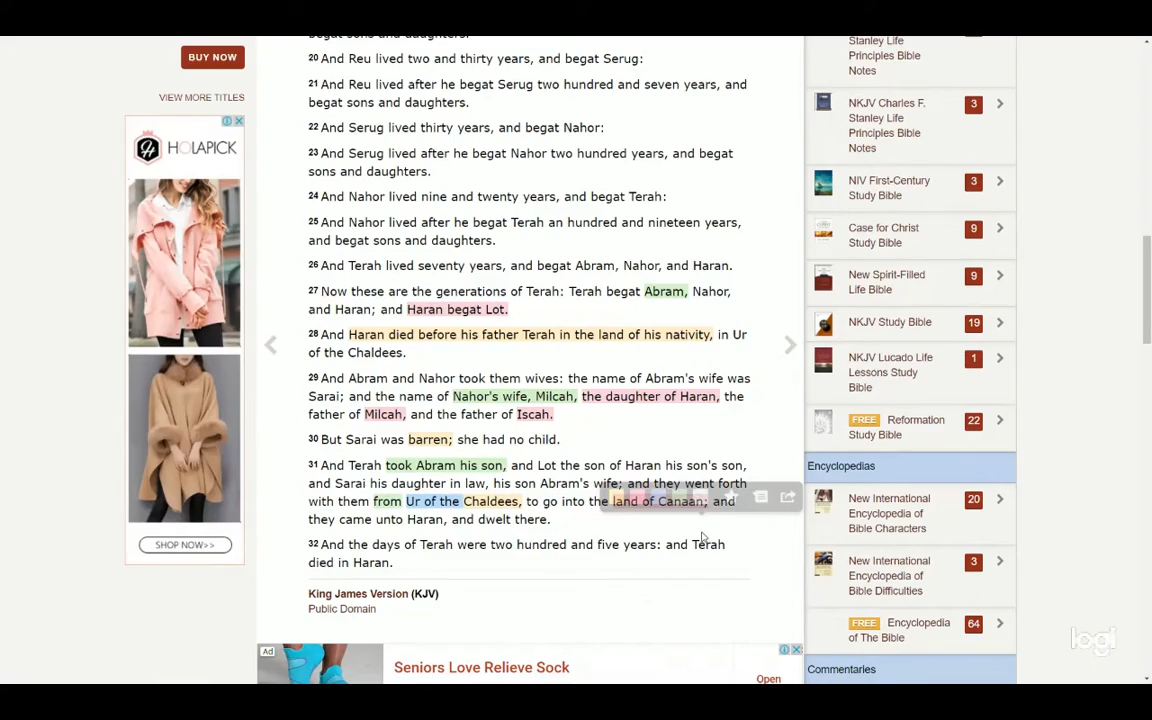 begat sons and daughters.
20 And Reu lived two and thirty years, and begat Serug:
21 And Reu lived after he begat Serug two hundred and seven years, and
begat sons and daughters.
22 And Serug lived thirty years, and begat Nahor:
23 And Serug lived after he begat Nahor two hundred years, and begat
sons and daughters.
24 And Nahor lived nine and twenty years, and begat Terah:
25 And Nahor lived after he begat Terah an hundred and nineteen years,
and begat sons and daughters.
26 And Terah lived seventy years, and begat Abram, Nahor, and Haran.
27 Now these are the generations of Terah: Terah begat Abram, Nahor,
and Haran; and Haran begat Lot.
28 And Haran died before his father Terah in the land of his nativity, in Ur
of the Chaldees.
29 And Abram and Nahor took them wives: the name of Abram's wife was
Sarai; and the name of Nahor's wife, Milcah, the daughter of Haran, the
father of Milcah, and the father of Iscah.
30 But Sarai was barren; she had no child.
31 And Terah took Abram his son, and Lot the son of Haran his son's son,
and Sarai his daughter in law, his son Abram's wife; and they went forth
with them from Ur of the Chaldees, to go into the land of Canaan; and
they came unto Haran, and dwelt there.
32 And the days of Terah were two hundred and five years: and Terah
died in Haran.
King James Version (KJV)
Public Domain
BUY NOW
VIEW MORE TITLES
H HOLAPICK
SHOP NOW>>
Ad
Seniors Love Relieve Sock
Open
Stanley Life
Principles Bible
Notes
NKJV Charles F. 3
Stanley Life
Principles Bible
Notes
NIV First-Century 3
Study Bible
Case for Christ 9
Study Bible
New Spirit-Filled 9
Life Bible
NKJV Study Bible 19
NKJV Lucado Life 1
Lessons Study
Bible
FREE Reformation 22
Study Bible
Encyclopedias
New International 20
Encyclopedia of
Bible Characters
New International 3
Encyclopedia of
Bible Difficulties
FREE Encyclopedia 64
of The Bible
Commentaries
logi